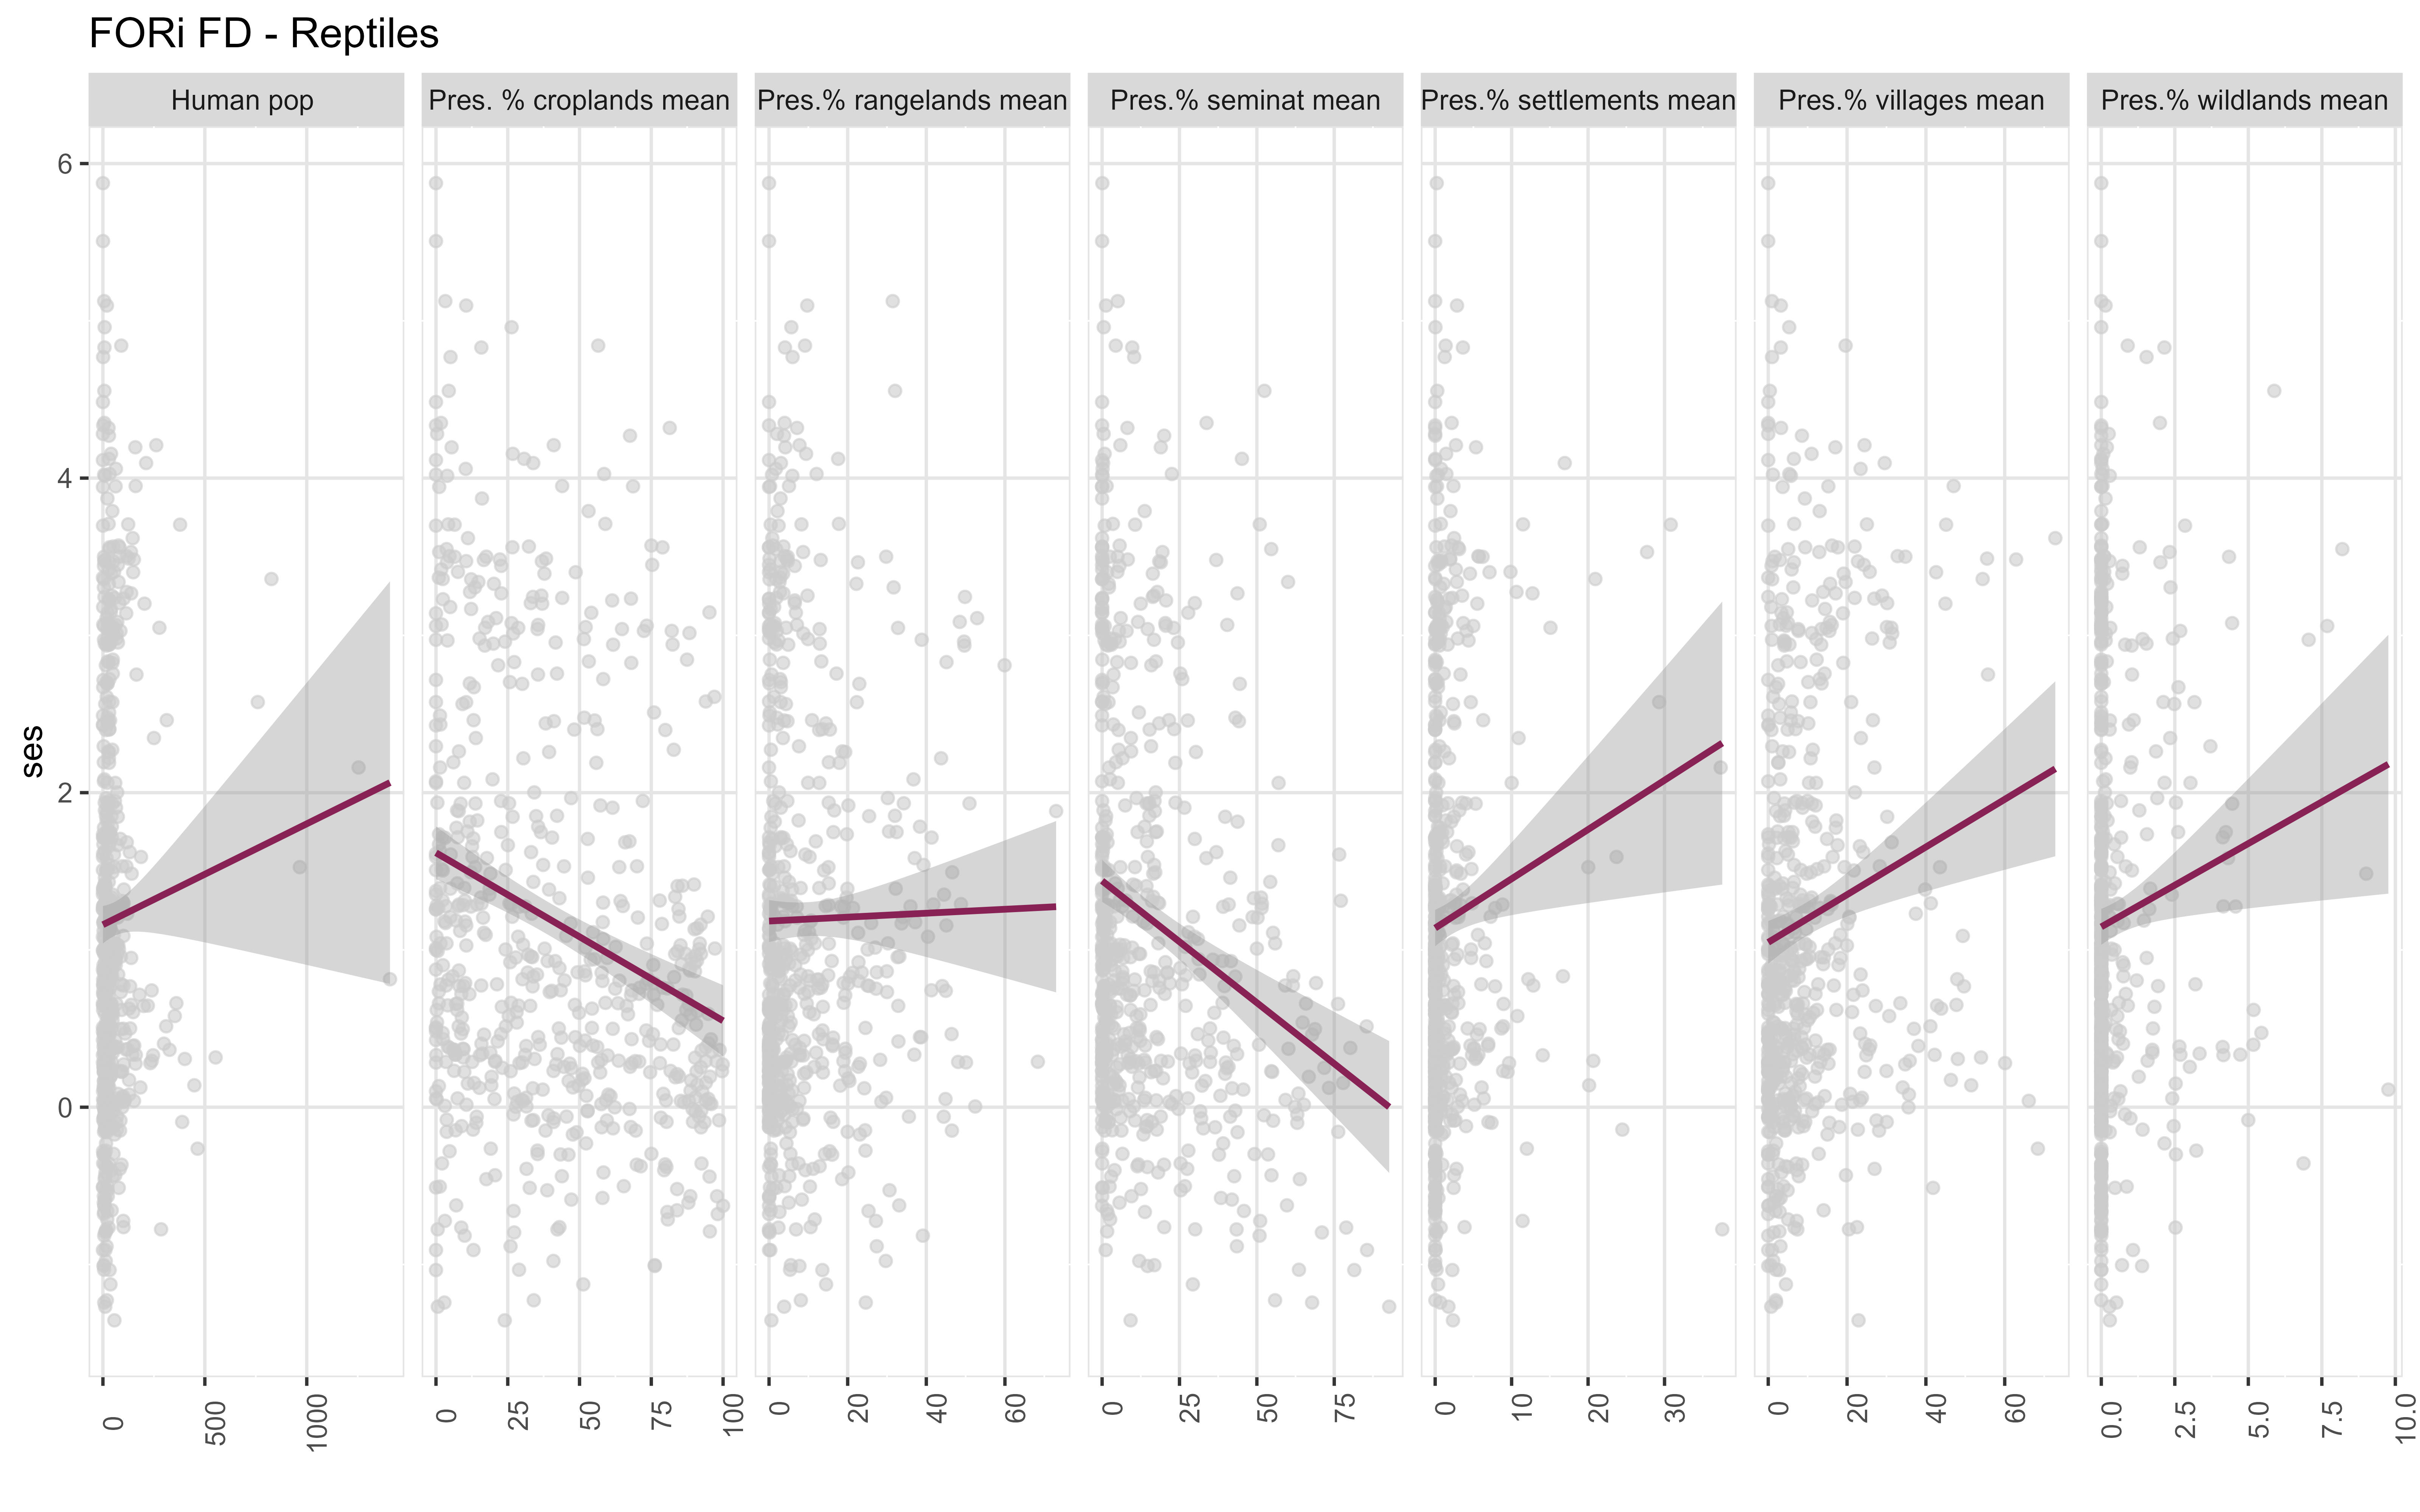 FORi FD - Reptiles
Human pop
Pres. % croplands mean
Pres.% rangelands mean
Pres.% seminat mean
Pres.% settlements mean
Pres.% villages mean
Pres.% wildlands mean
ses
6
4
2
0
0 500 1000
0 25 50 75 100
0 20 40 60
0 25 50 75
0 10 20 30
0 20 40 60
0.0 2.5 5.0 7.5 10.0